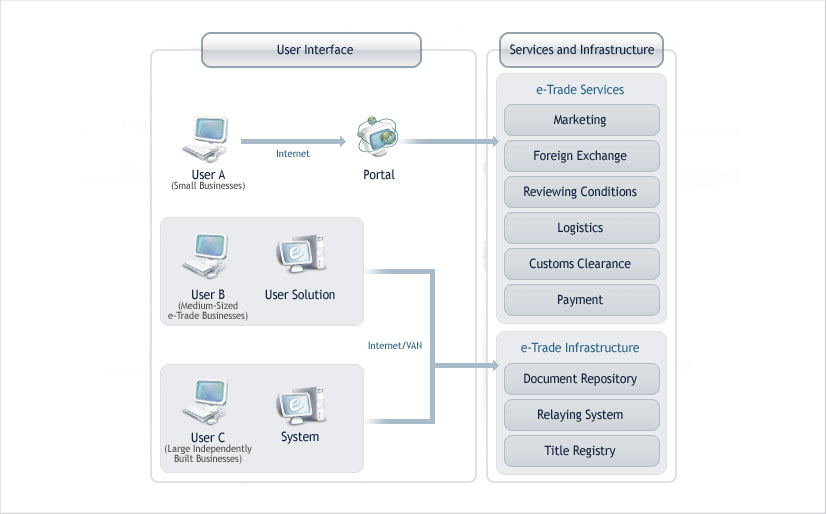 User Interface
User A
(Small Businesses)
Internet
Portal
User B
(Medium-Sized
e-Trade Businesses)
User Solution
Internet/VAN
User C
(Large Independently
Built Businesses)
System
Services and Infrastructure
e-Trade Services
Marketing
Foreign Exchange
Reviewing Conditions
Logistics
Customs Clearance
Payment
e-Trade Infrastructure
Document Repository
Relaying System
Title Registry